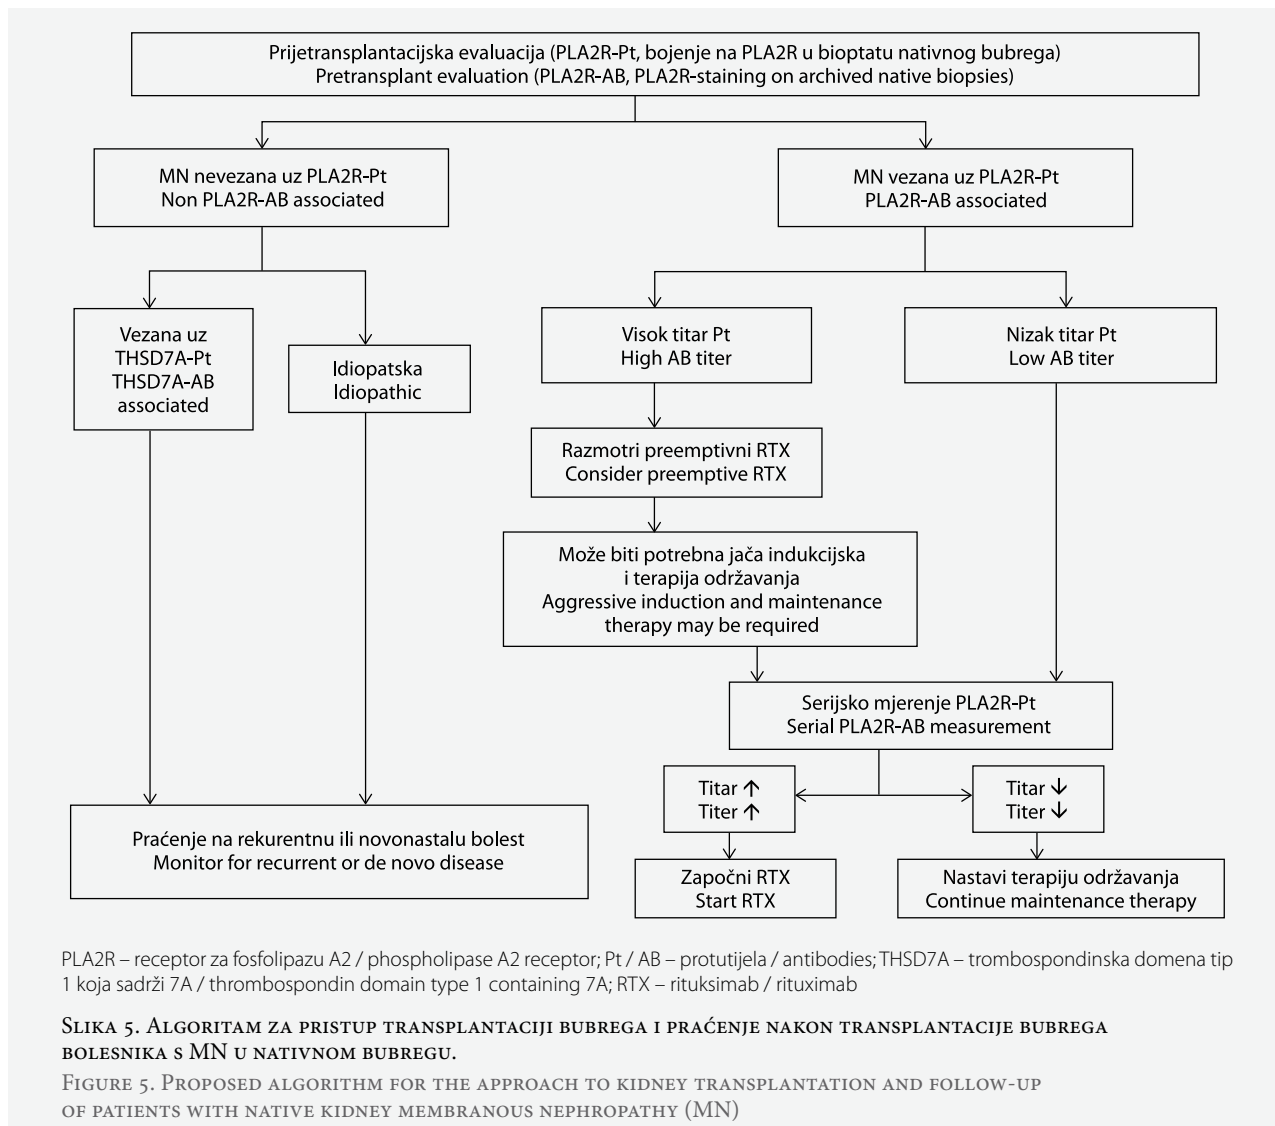 Prijetransplantacijska evaluacija (PLA2R-Pt, bojenje na PLA2R u bioptatu nativnog bubrega)
Pretransplant evaluation (PLA2R-AB, PLA2R-staining on archived native biopsies)
MN nevezana uz PLA2R-Pt
Non PLA2R-AB associated
MN vezana uz PLA2R-Pt
PLA2R-AB associated
Vezana uz
THSD7A-Pt
THSD7A-AB
associated
Idiopatska
Idiopathic
Visok titar Pt
High AB titer
Nizak titar Pt
Low AB titer
Razmotri preemptivni RTX
Consider preemptive RTX
Može biti potrebna jača indukcijska
i terapija održavanja
Aggressive induction and maintenance
therapy may be required
Serijsko mjerenje PLA2R-Pt
Serial PLA2R-AB measurement
Titar ↑
Titer ↑
Titar ↓
Titer ↓
Praćenje na rekurentnu ili novonastalu bolest
Monitor for recurrent or de novo disease
Započni RTX
Start RTX
Nastavi terapiju održavanja
Continue maintenance therapy
PLA2R – receptor za fosfolipazu A2 / phospholipase A2 receptor; Pt / AB – protutijela / antibodies; THSD7A – trombospondinska domena tip
1 koja sadrži 7A / thrombospondin domain type 1 containing 7A; RTX – rituksimab / rituximab
Slika 5. Algoritam za pristup transplantaciji bubrega i praćenje nakon transplantacije bubrega
bolesnika s MN u nativnom bubregu.
Figure 5. Proposed algorithm for the approach to kidney transplantation and follow-up
of patients with native kidney membranous nephropathy (MN)